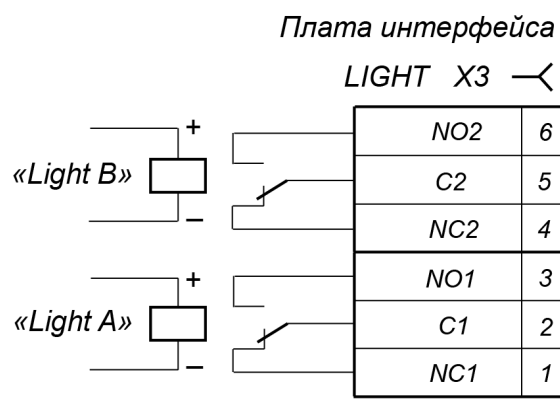 Плата интерфейса
LIGHT X3
NO2 6
+
«Light B»
C2 5
–
NC2 4
+
NO1 3
«Light A»
C1 2
–
NC1 1